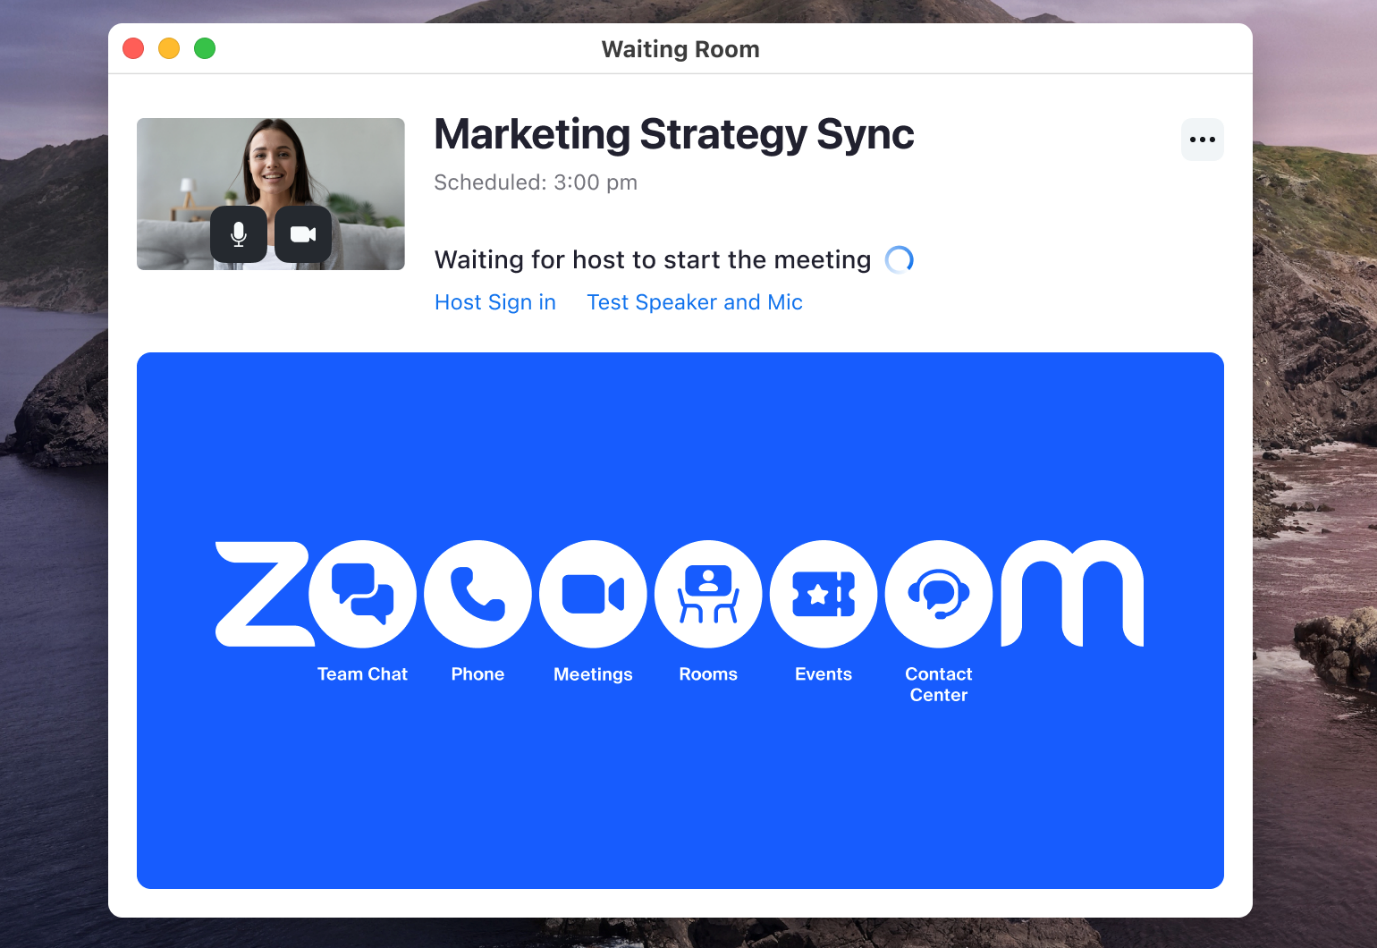 Waiting Room
Marketing Strategy Sync
Scheduled: 3:00 pm
Waiting for host to start the meeting
Host Sign in Test Speaker and Mic
zoooooom
Team Chat Phone Meetings Rooms Events Contact
Center